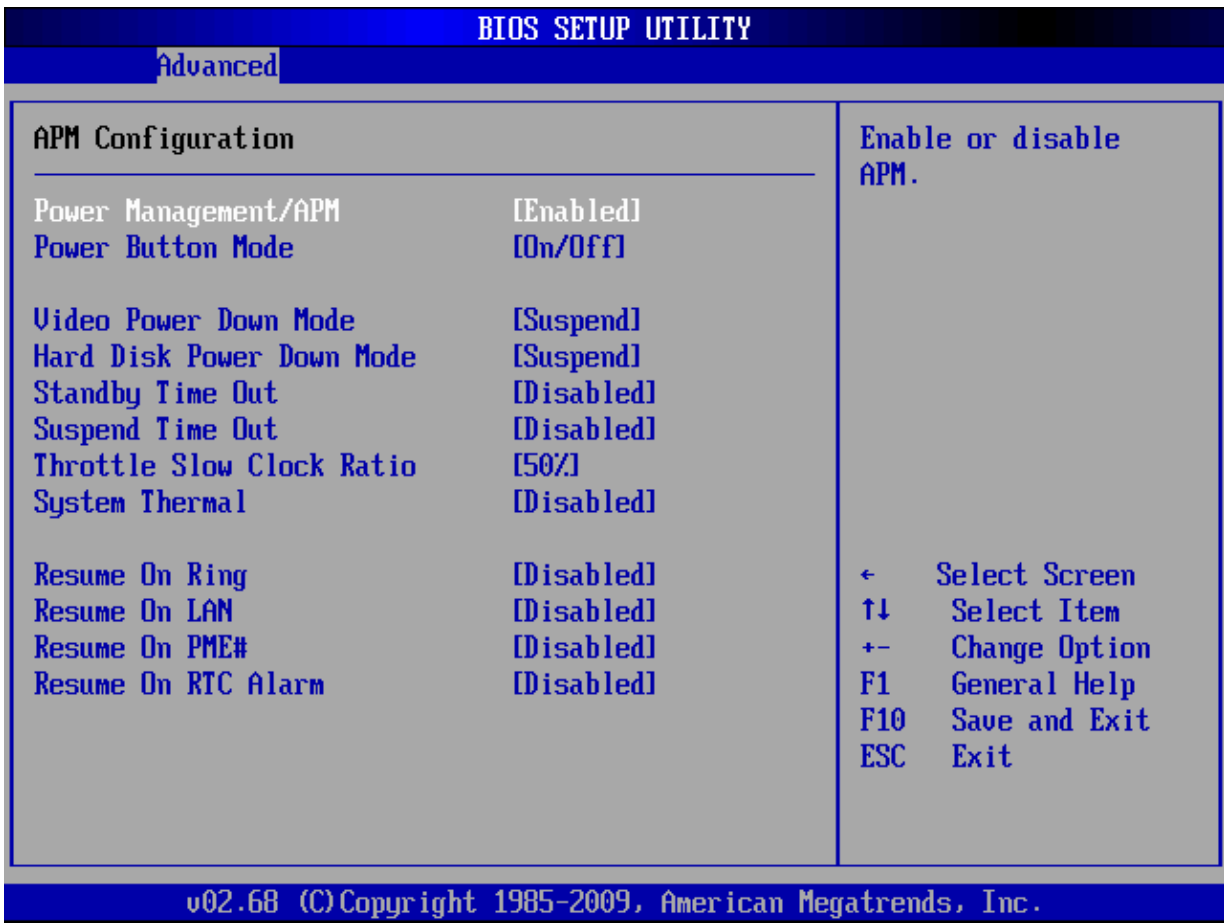 BIOS SETUP UTILITY
Advanced
APM Configuration
Power Management/APM [Enabled]
Power Button Mode [On/Off]
Video Power Down Mode [Suspend]
Hard Disk Power Down Mode [Suspend]
Standby Time Out [Disabled]
Suspend Time Out [Disabled]
Throttle Slow Clock Ratio [50%]
System Thermal [Disabled]
Resume On Ring [Disabled]
Resume On LAN [Disabled]
Resume On PME# [Disabled]
Resume On RTC Alarm [Disabled]
Enable or disable
APM.
← Select Screen
↑↓ Select Item
+- Change Option
F1 General Help
F10 Save and Exit
ESC Exit
v02.68 (C)Copyright 1985-2009, American Megatrends, Inc.